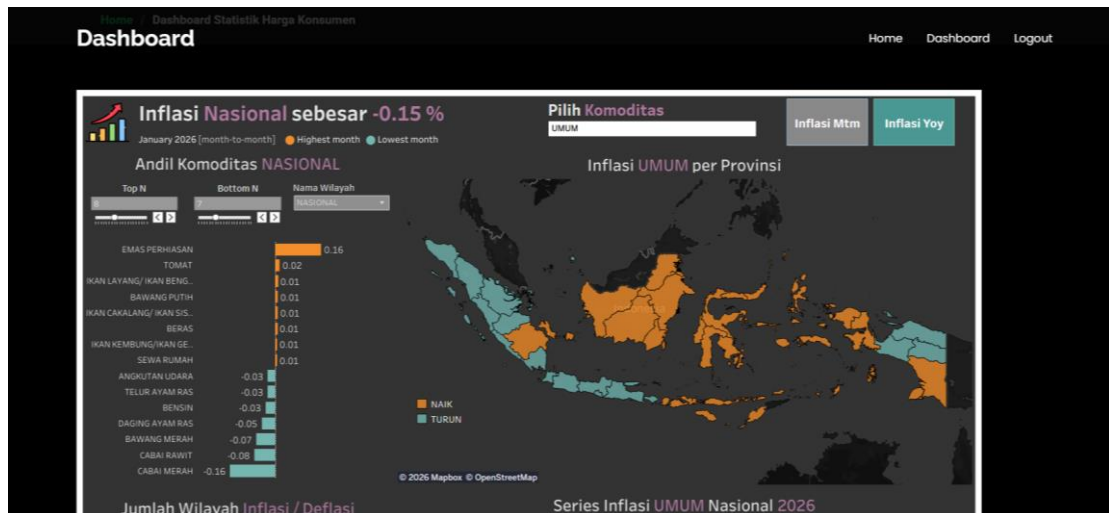 Home / Dashboard Statistik Harga Konsumen
Dashboard
Home Dashboard Logout
Inflasi Nasional sebesar -0.15 %
January 2026 [month-to-month] Highest month Lowest month
Pilih Komoditas
UMUM
Inflasi Mtm
Inflasi Yoy
Andil Komoditas NASIONAL
Top N Bottom N Nama Wilayah
8 7 NASIONAL
EMAS PERHIASAN 0.16
TOMAT 0.02
IKAN LAYANG/ IKAN BENG.. 0.01
BAWANG PUTIH 0.01
IKAN CAKALANG/ IKAN SIS.. 0.01
BERAS 0.01
IKAN KEMBUNG/IKAN GE.. 0.01
SEWA RUMAH 0.01
ANGKUTAN UDARA -0.03
TELUR AYAM RAS -0.03
BENSIN -0.03
DAGING AYAM RAS -0.05
BAWANG MERAH -0.07
CABAI RAWIT -0.08
CABAI MERAH -0.16
Inflasi UMUM per Provinsi
NAIK
TURUN
© 2026 Mapbox © OpenStreetMap
Jumlah Wilayah Inflasi / Deflasi
Series Inflasi UMUM Nasional 2026